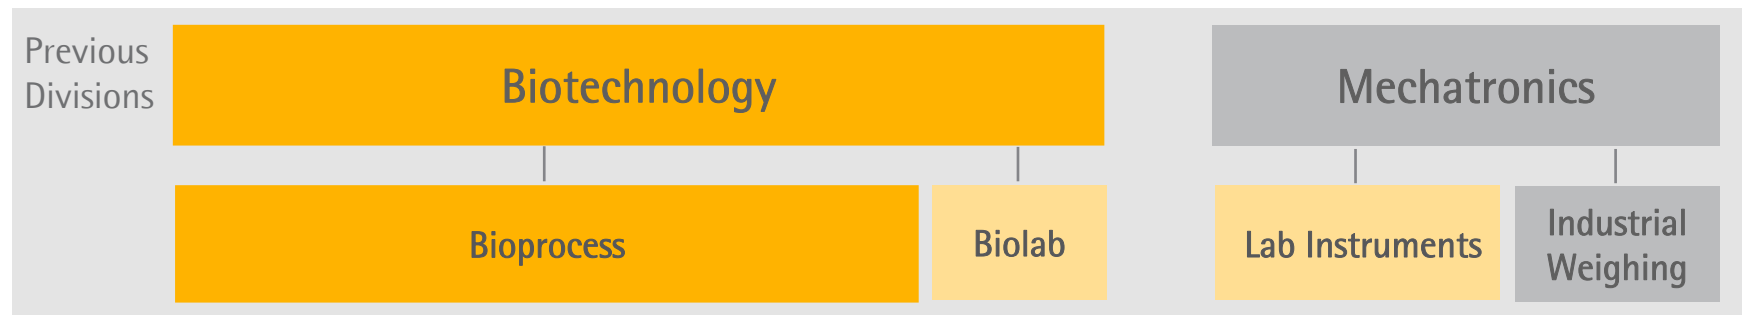 Previous
Divisions
Biotechnology
Mechatronics
Bioprocess
Biolab
Lab Instruments
Industrial
Weighing